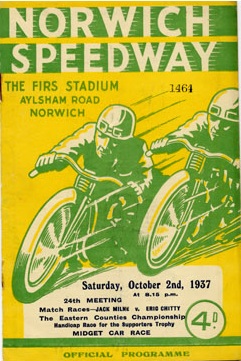 NORWICH
SPEEDWAY
THE FIRS STADIUM
AYLSHAM ROAD
NORWICH
1464
Saturday, October 2nd, 1937
At 8.15 p.m.
24th MEETING
Match Races—JACK MILNE v. ERIC CHITTY
The Eastern Counties Championship
Handicap Race for the Supporters Trophy
MIDGET CAR RACE
4D.
OFFICIAL PROGRAMME